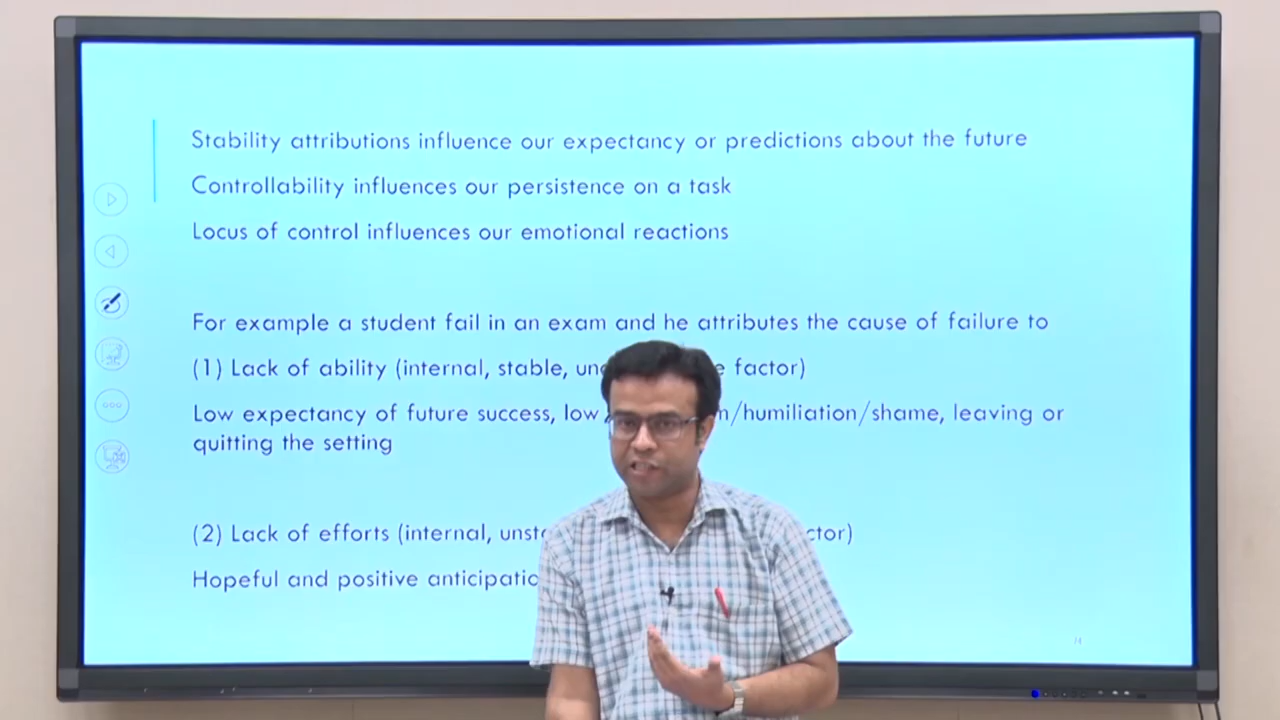 Stability attributions influence our expectancy or predictions about the future
Controllability influences our persistence on a task
Locus of control influences our emotional reactions
For example a student fail in an exam and he attributes the cause of failure to
(1) Lack of ability (internal, stable, factor)
Low expectancy of future success, low /humiliation/shame, leaving or
quitting the setting
(2) Lack of efforts (internal,
Hopeful and positive